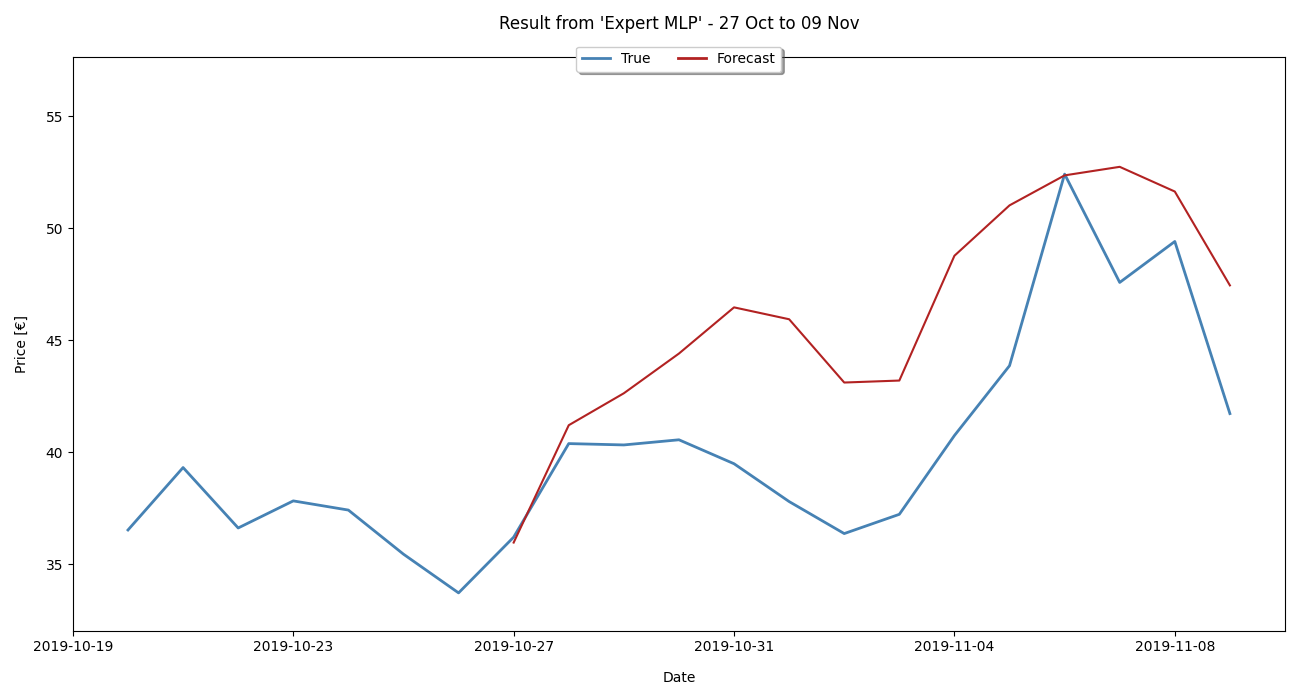 Result from 'Expert MLP' - 27 Oct to 09 Nov
True Forecast
55
50
45
40
35
Price [€]
2019-10-19 2019-10-23 2019-10-27 2019-10-31 2019-11-04 2019-11-08
Date